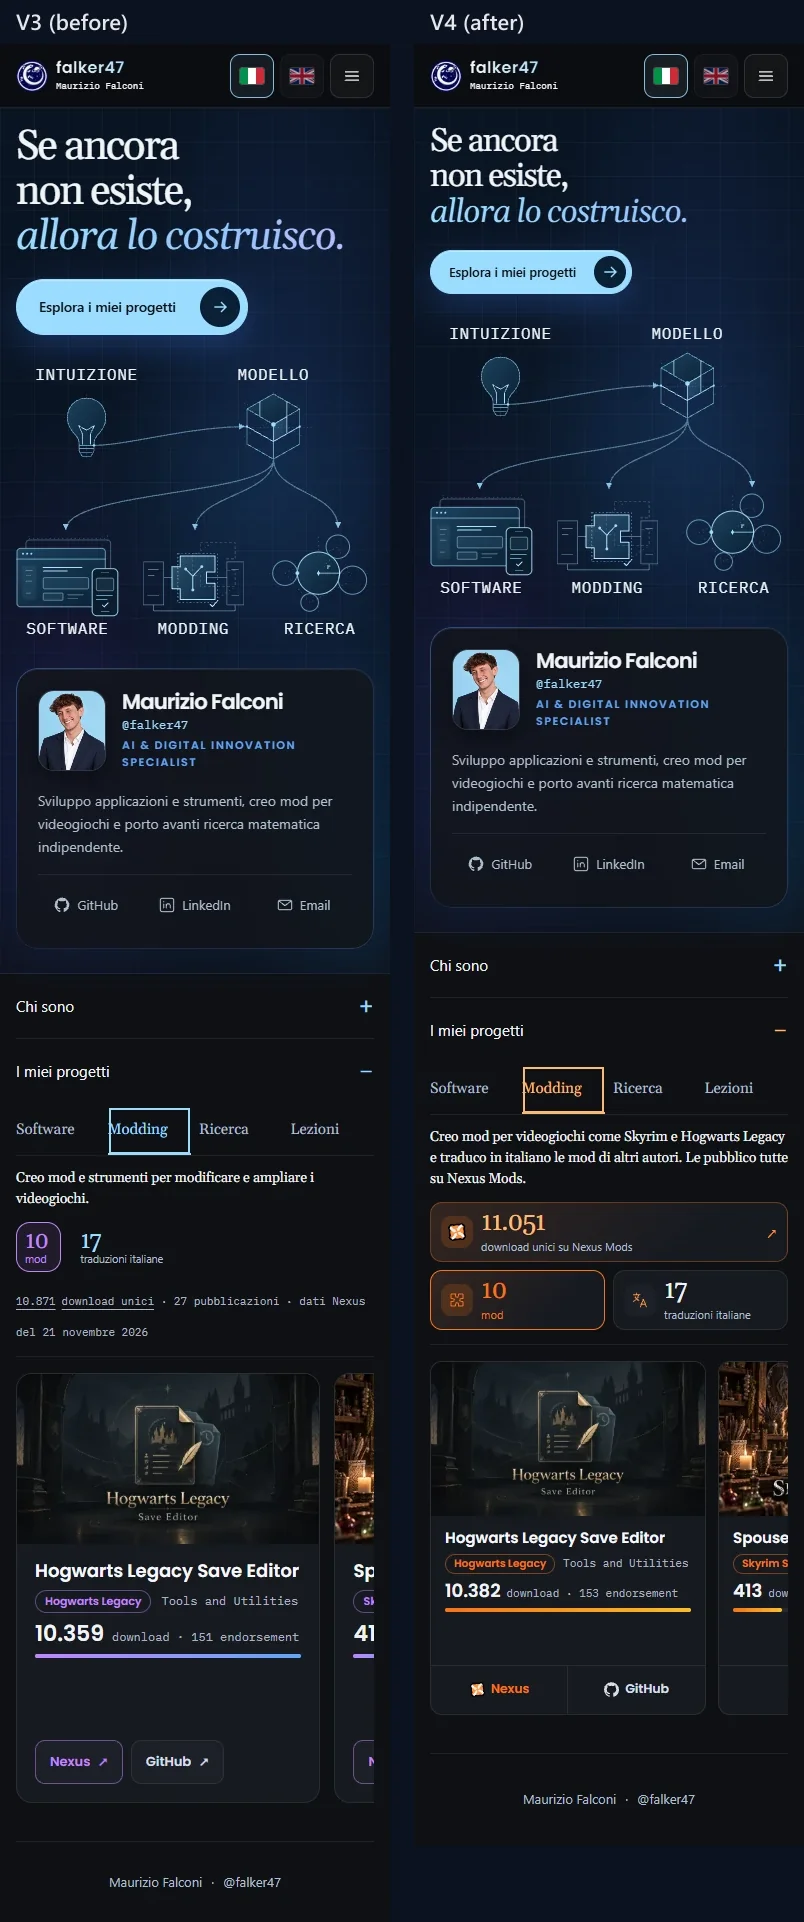 V3 (before)
falker47
Maurizio Falconi
Se ancora
non esiste,
allora lo costruisco.
Esplora i miei progetti
INTUIZIONE
MODELLO
SOFTWARE
MODDING
RICERCA
Maurizio Falconi
@falker47
AI & DIGITAL INNOVATION
SPECIALIST
Sviluppo applicazioni e strumenti, creo mod per
videogiochi e porto avanti ricerca matematica
indipendente.
GitHub
LinkedIn
Email
Chi sono
I miei progetti
Software
Modding
Ricerca
Lezioni
Creo mod e strumenti per modificare e ampliare i
videogiochi.
10
mod
17
traduzioni italiane
10.871 download unici · 27 pubblicazioni · dati Nexus
del 21 novembre 2026
Hogwarts Legacy
Save Editor
Hogwarts Legacy Save Editor
Hogwarts Legacy
Tools and Utilities
10.359 download · 151 endorsement
Nexus ↗
GitHub ↗
Sp
Sk
41
N
Maurizio Falconi · @falker47
V4 (after)
falker47
Maurizio Falconi
Se ancora
non esiste,
allora lo costruisco.
Esplora i miei progetti
INTUIZIONE
MODELLO
SOFTWARE
MODDING
RICERCA
Maurizio Falconi
@falker47
AI & DIGITAL INNOVATION
SPECIALIST
Sviluppo applicazioni e strumenti, creo mod per
videogiochi e porto avanti ricerca matematica
indipendente.
GitHub
LinkedIn
Email
Chi sono
I miei progetti
Software
Modding
Ricerca
Lezioni
Creo mod per videogiochi come Skyrim e Hogwarts Legacy
e traduco in italiano le mod di altri autori. Le pubblico tutte
su Nexus Mods.
11.051
download unici su Nexus Mods
10
mod
17
traduzioni italiane
Hogwarts Legacy
Save Editor
Hogwarts Legacy Save Editor
Hogwarts Legacy
Tools and Utilities
10.382 download · 153 endorsement
Nexus
GitHub
S
Spouse
Skyrim S
413 dow
Maurizio Falconi · @falker47